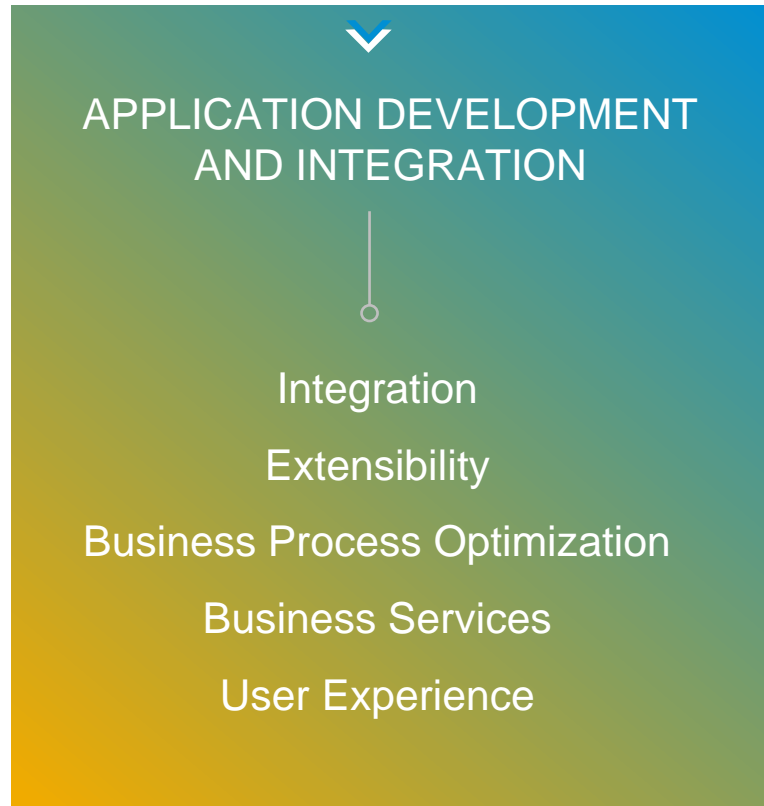 APPLICATION DEVELOPMENT
AND INTEGRATION
Integration
Extensibility
Business Process Optimization
Business Services
User Experience